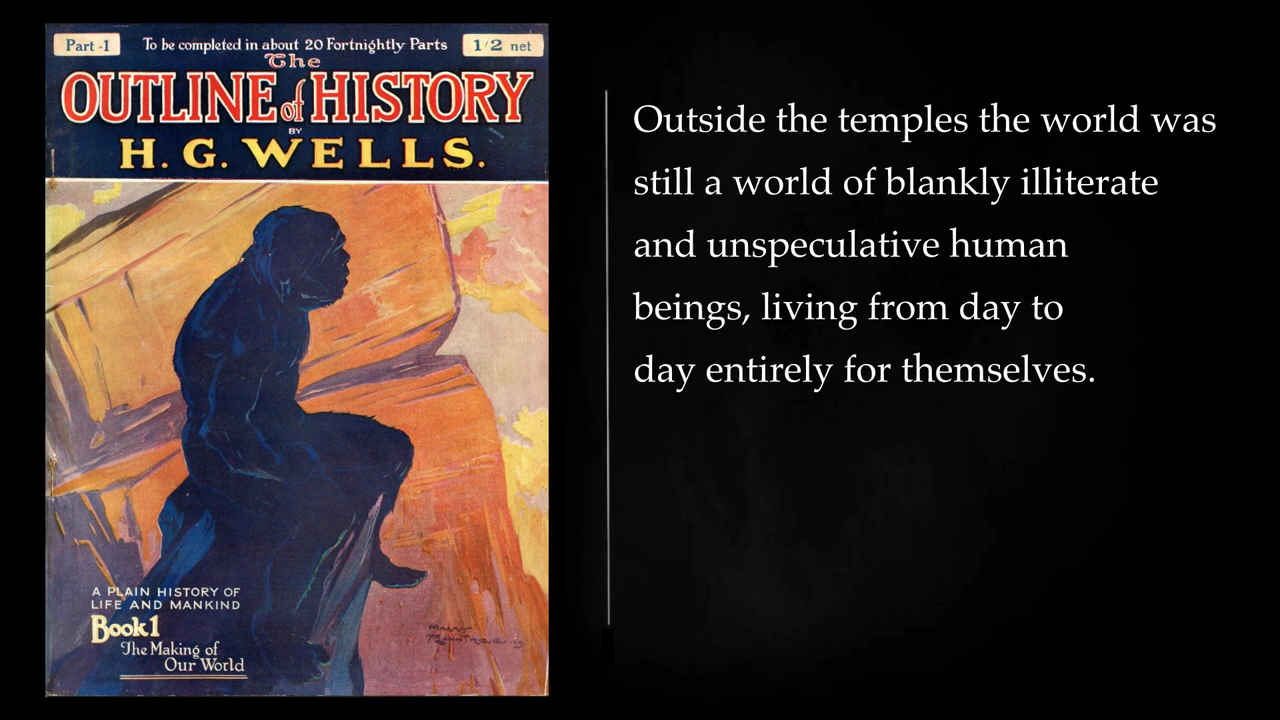 Part -1
To be completed in about 20 Fortnightly Parts
1/2 net
The
OUTLINE of HISTORY
BY
H. G. WELLS.
A PLAIN HISTORY OF
LIFE AND MANKIND
Book 1
The Making of
Our World
Outside the temples the world was
still a world of blankly illiterate
and unspeculative human
beings, living from day to
day entirely for themselves.